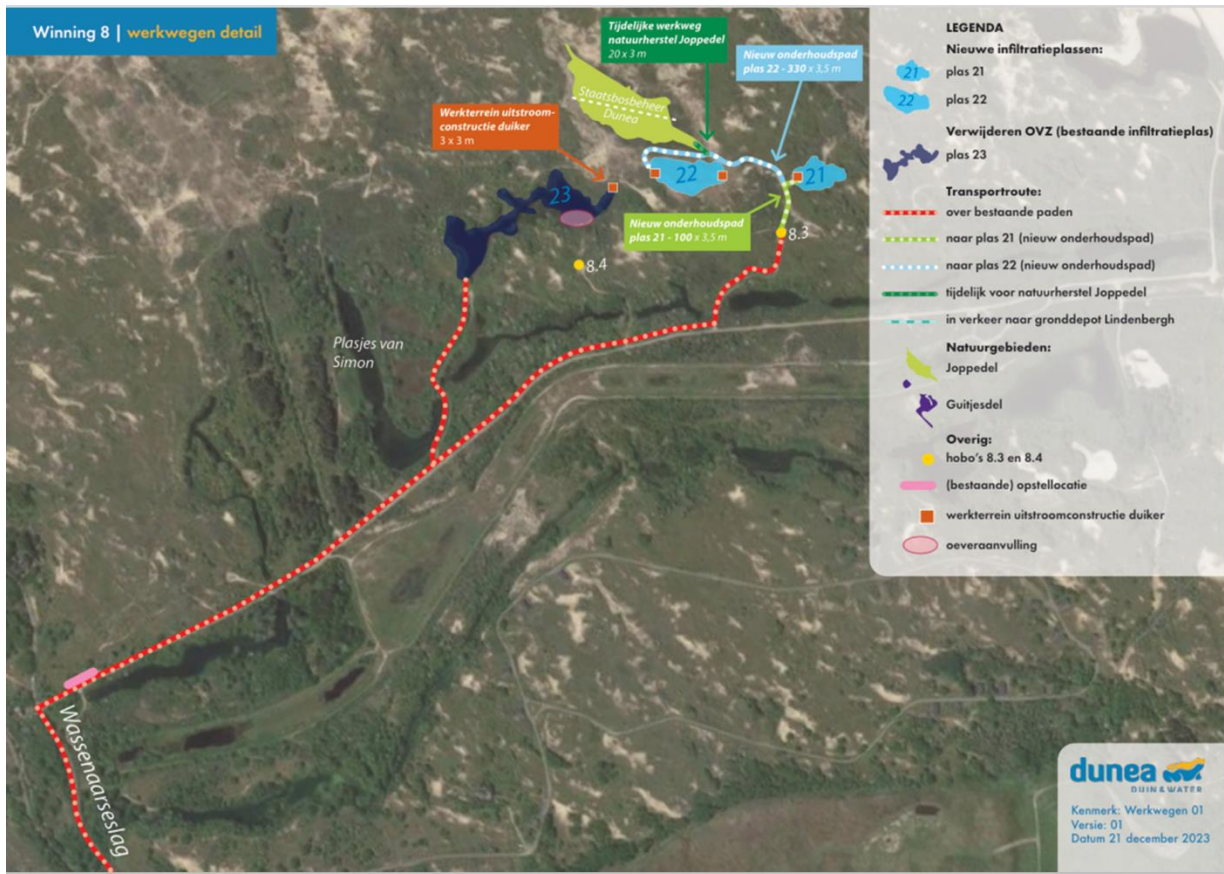 Winning 8 | werkwegen detail
Tijdelijke werkweg
natuurherstel Joppedel
20 x 3 m
Nieuw onderhoudspad
plas 22 - 330 x 3,5 m
Werkterrein uitstroom-
constructie duiker
3 x 3 m
Staatsbosbeheer
Dunea
22
21
23
Nieuw onderhoudspad
plas 21 - 100 x 3,5 m
8.3
8.4
Plasjes van
Simon
Wassenaarseslag
LEGENDA
Nieuwe infiltratieplassen:
21 plas 21
22 plas 22
Verwijderen OVZ (bestaande infiltratieplas)
plas 23
Transportroute:
over bestaande paden
naar plas 21 (nieuw onderhoudspad)
naar plas 22 (nieuw onderhoudspad)
tijdelijk voor natuurherstel Joppedel
in verkeer naar gronddepot Lindenbergh
Natuurgebieden:
Joppedel
Guitjesdel
Overig:
hobo's 8.3 en 8.4
(bestaande) opstellocatie
werkterrein uitstroomconstructie duiker
oeveraanvulling
dunea
DUIN & WATER
Kenmerk: Werkwegen 01
Versie: 01
Datum 21 december 2023